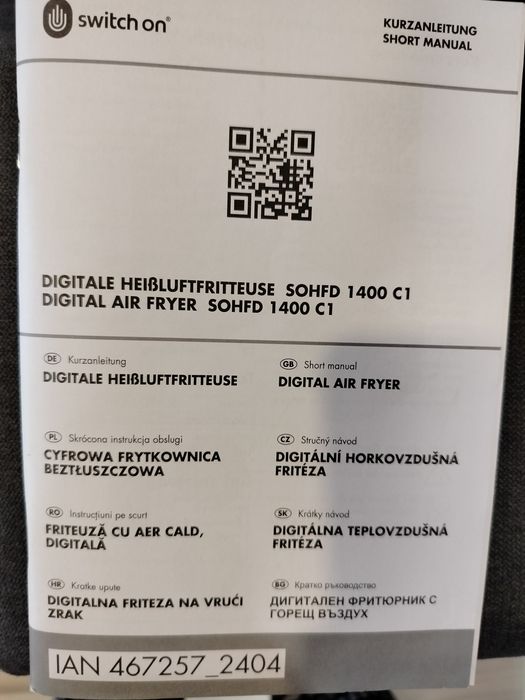 switch on®
KURZANLEITUNG
SHORT MANUAL
DIGITALE HEIẞLUFTFRITTEUSE SOHFD 1400 C1
DIGITAL AIR FRYER SOHFD 1400 C1
DE Kurzanleitung
DIGITALE HEIẞLUFTFRITTEUSE
GB Short manual
DIGITAL AIR FRYER
PL Skrócona instrukcja obsługi
CYFROWA FRYTKOWNICA
BEZTŁUSZCZOWA
CZ Stručný návod
DIGITÁLNÍ HORKOVZDUŠNÁ
FRITÉZA
RO Instrucțiuni pe scurt
FRITEUZĂ CU AER CALD,
DIGITALĂ
SK Krátky návod
DIGITÁLNA TEPLOVZDUŠNÁ
FRITÉZA
HR Kratke upute
DIGITALNA FRITEZA NA VRUĆI
ZRAK
BG Кратко ръководство
ДИГИТАЛЕН ФРИТЮРНИК С
ГОРЕЩ ВЪЗДУХ
IAN 467257_2404